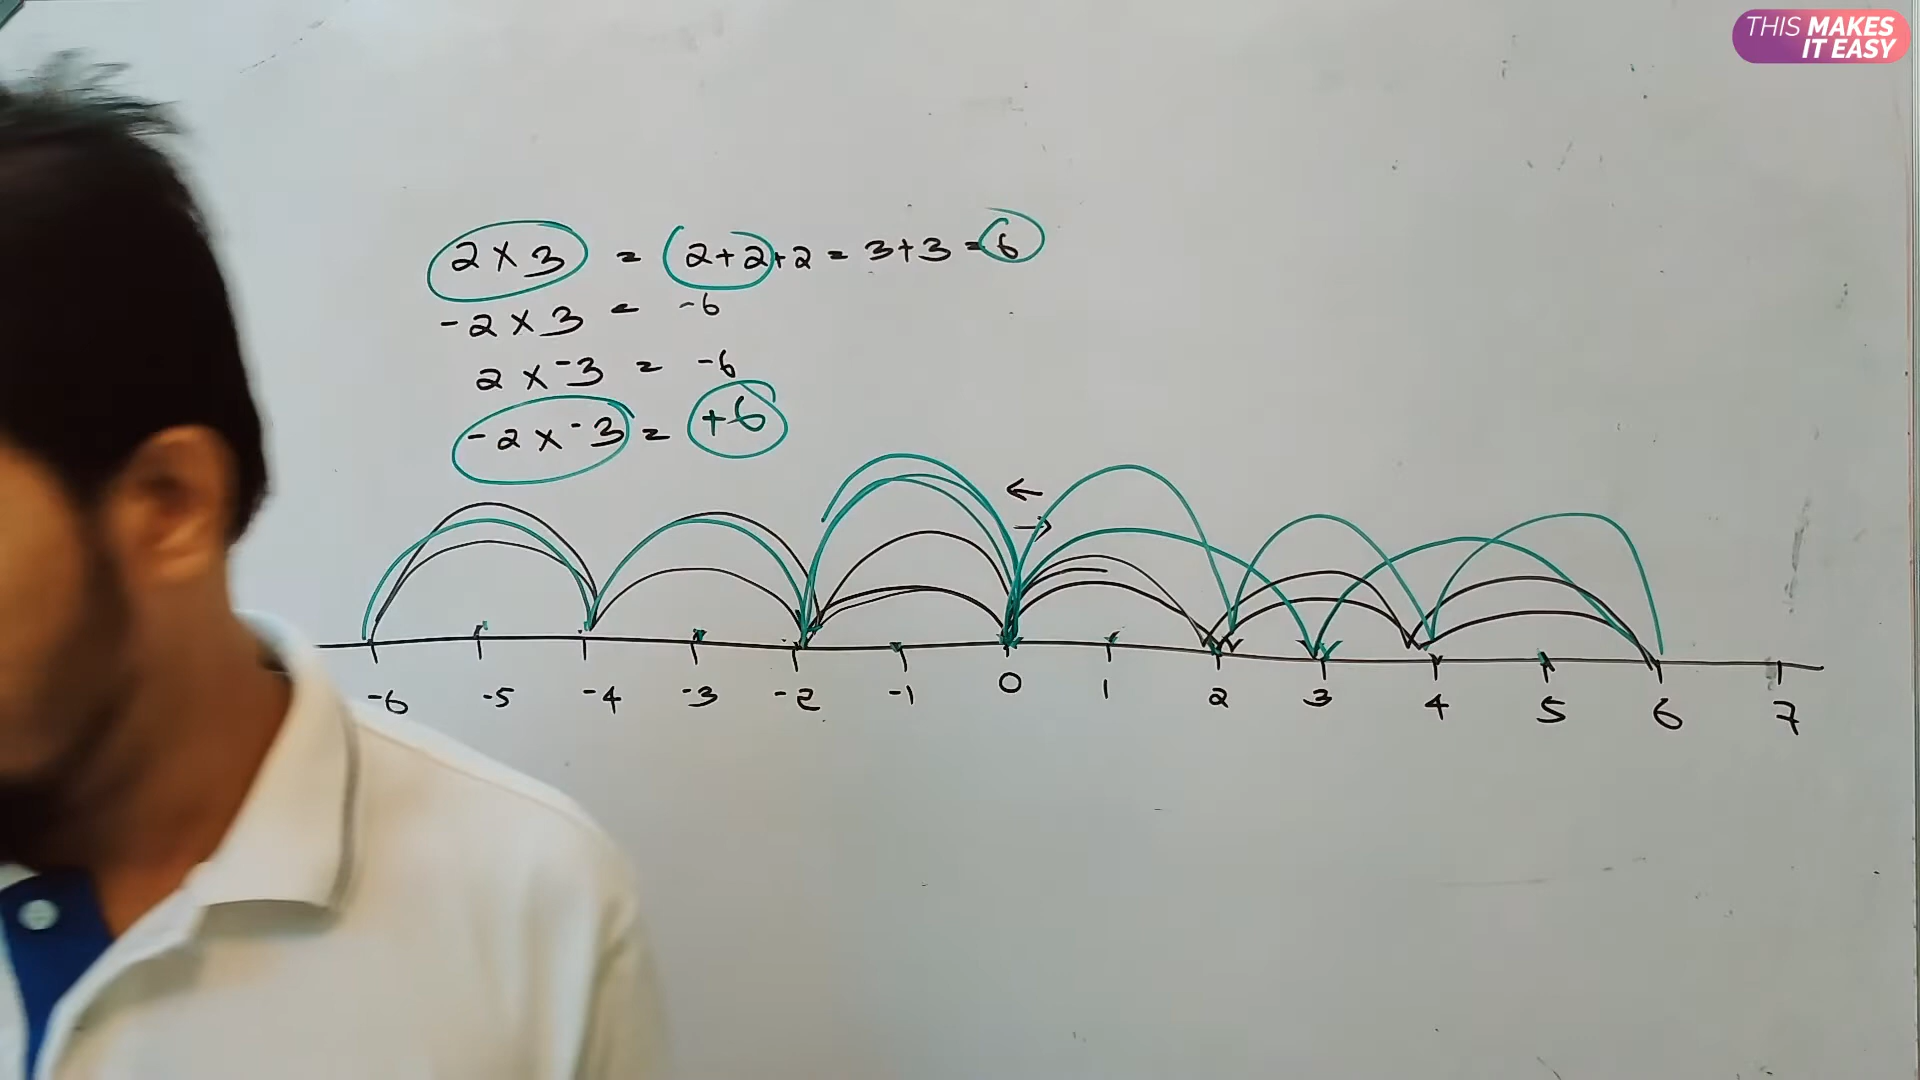 THIS MAKES
IT EASY
2 × 3 = 2+2+2 = 3+3 = 6
-2 × 3 = -6
2 × -3 = -6
-2 × -3 = +6
← 
→
-6 -5 -4 -3 -2 -1 0 1 2 3 4 5 6 7